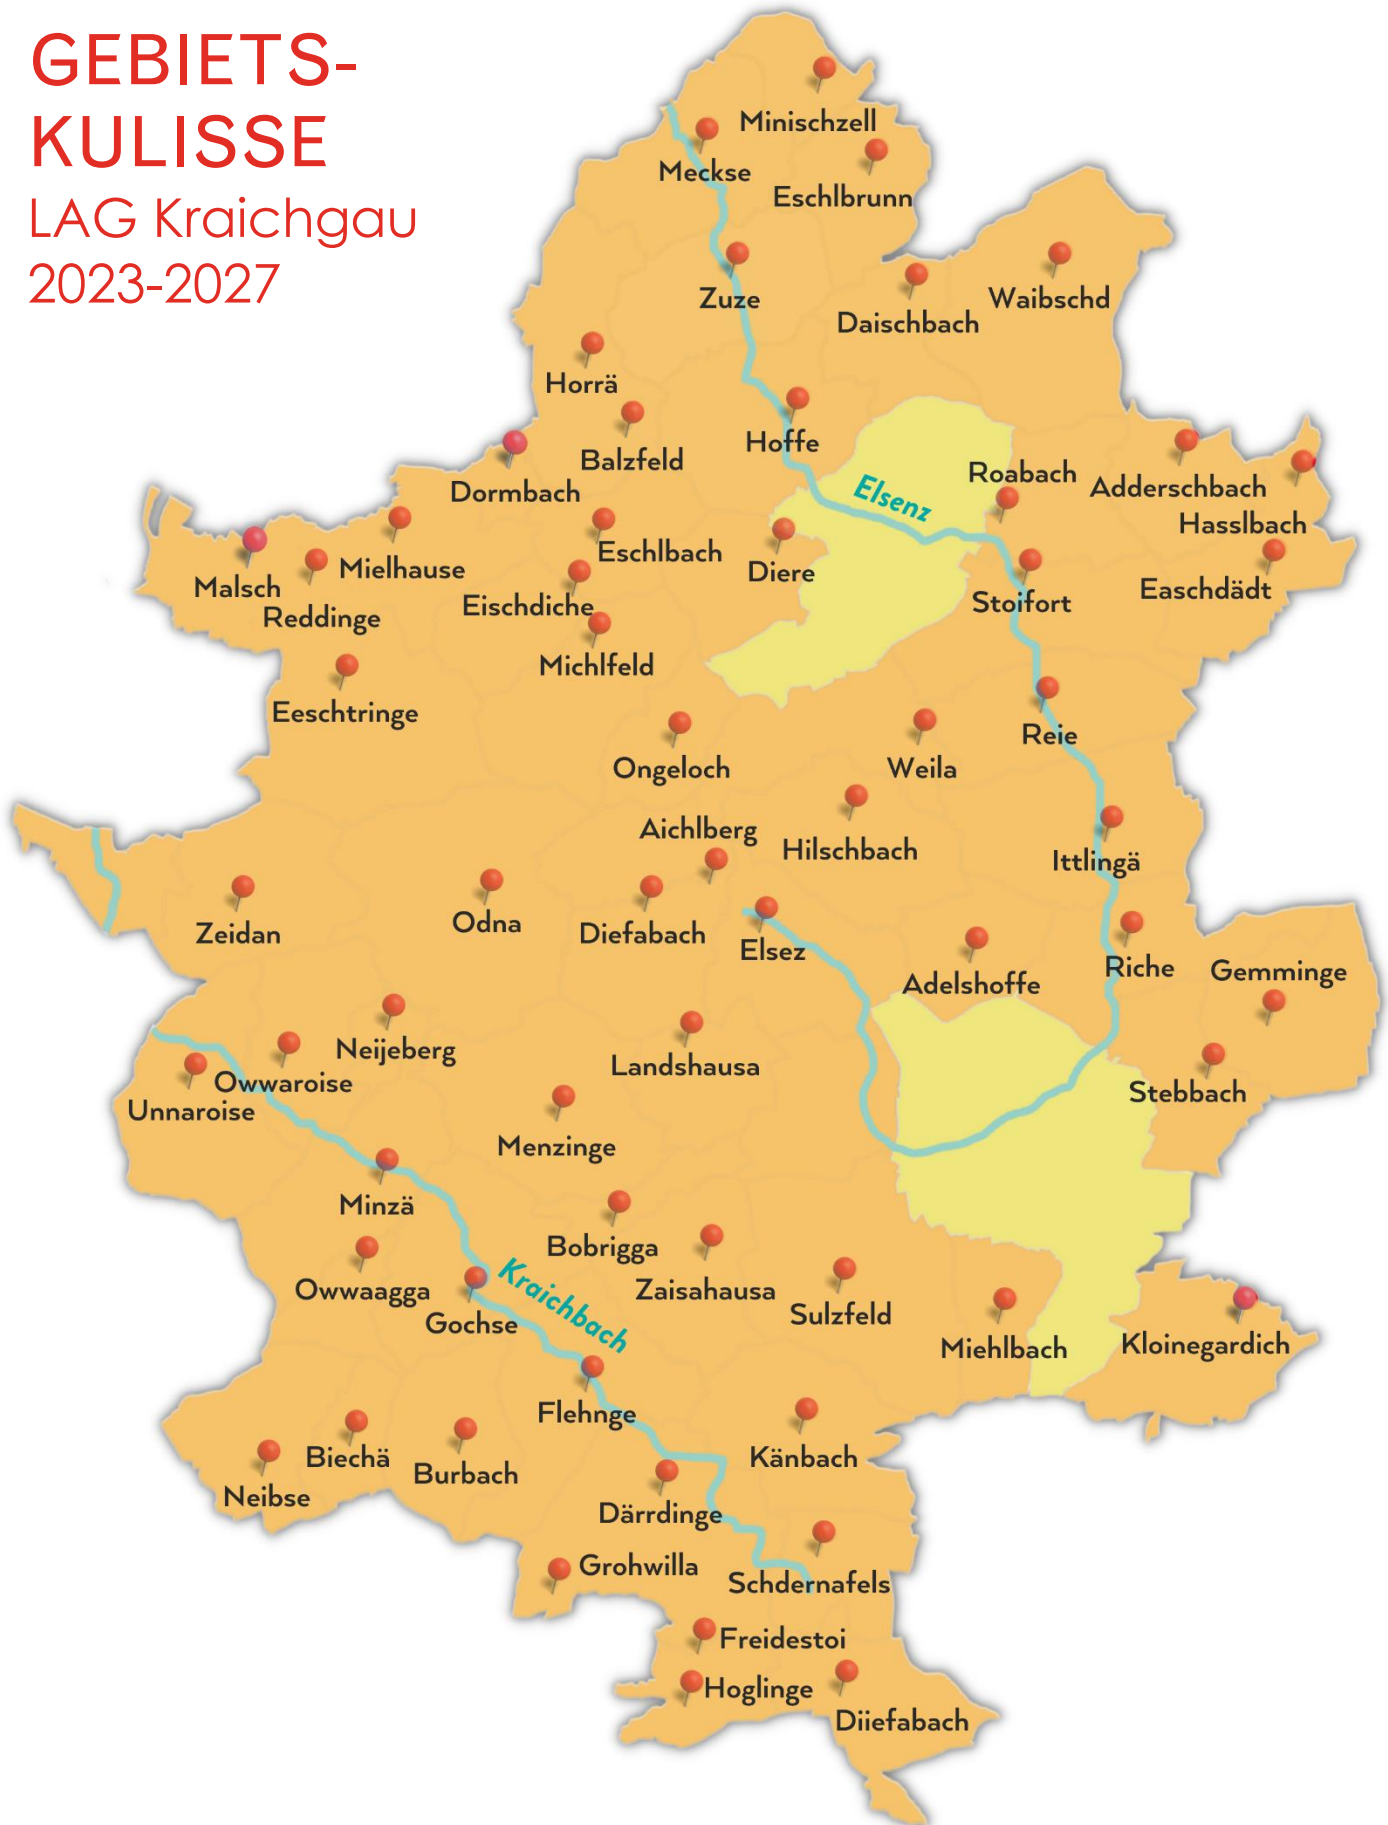 GEBIETS-
KULISSE
LAG Kraichgau
2023-2027
Minischzell
Meckse
Eschlbrunn
Zuze
Waibschd
Daischbach
Horrä
Hoffe
Balzfeld
Roabach
Adderschbach
Dormbach
Elsenz
Hasslbach
Eschlbach
Mielhause
Diere
Malsch
Easchdädt
Stoifort
Eischdiche
Reddinge
Michlfeld
Eeschtringe
Reie
Ongeloch
Weila
Aichlberg
Hilschbach
Ittlingä
Odna
Zeidan
Diefabach
Elsez
Riche
Gemminge
Adelshoffe
Neijeberg
Landshausa
Owwaroise
Stebbach
Unnaroise
Menzinge
Minzä
Bobrigga
Owwaagga
Zaisahausa
Kraichbach
Sulzfeld
Gochse
Kloinegardich
Miehlbach
Flehnge
Biechä
Känbach
Burbach
Neibse
Därrdinge
Grohwilla
Schdernafels
Freidestoi
Hoglinge
Diiefabach